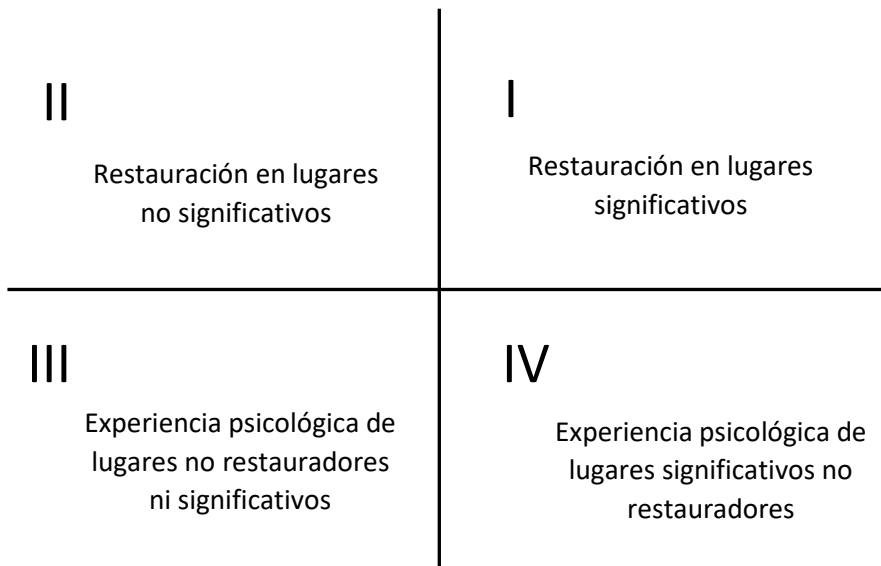 II
Restauración en lugares
no significativos
I
Restauración en lugares
significativos
III
Experiencia psicológica de
lugares no restauradores
ni significativos
IV
Experiencia psicológica de
lugares significativos no
restauradores